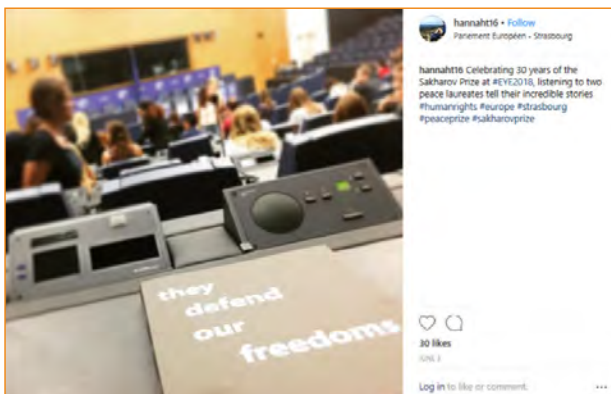 they
defend
our
freedoms
hannaht16 • Follow
Parlement Européen - Strasbourg
hannaht16 Celebrating 30 years of the
Sakharov Prize at #EYE2018, listening to two
peace laureates tell their incredible stories
#humanrights #europe #strasbourg
#peaceprize #sakharovprize
30 likes
JUNE 3
Log in to like or comment.